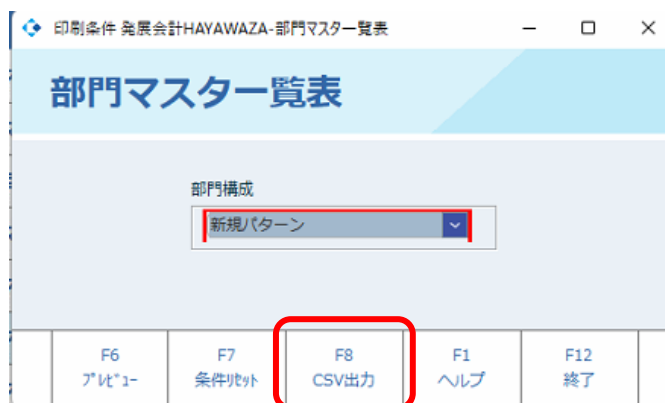 印刷条件 発展会計HAYAWAZA-部門マスター覧表
部門マスター覧表
部門構成
新規パターン
F6
ﾌﾟﾚﾋﾞｭｰ
F7
条件ﾘｾｯﾄ
F8
CSV出力
F1
ヘルプ
F12
終了